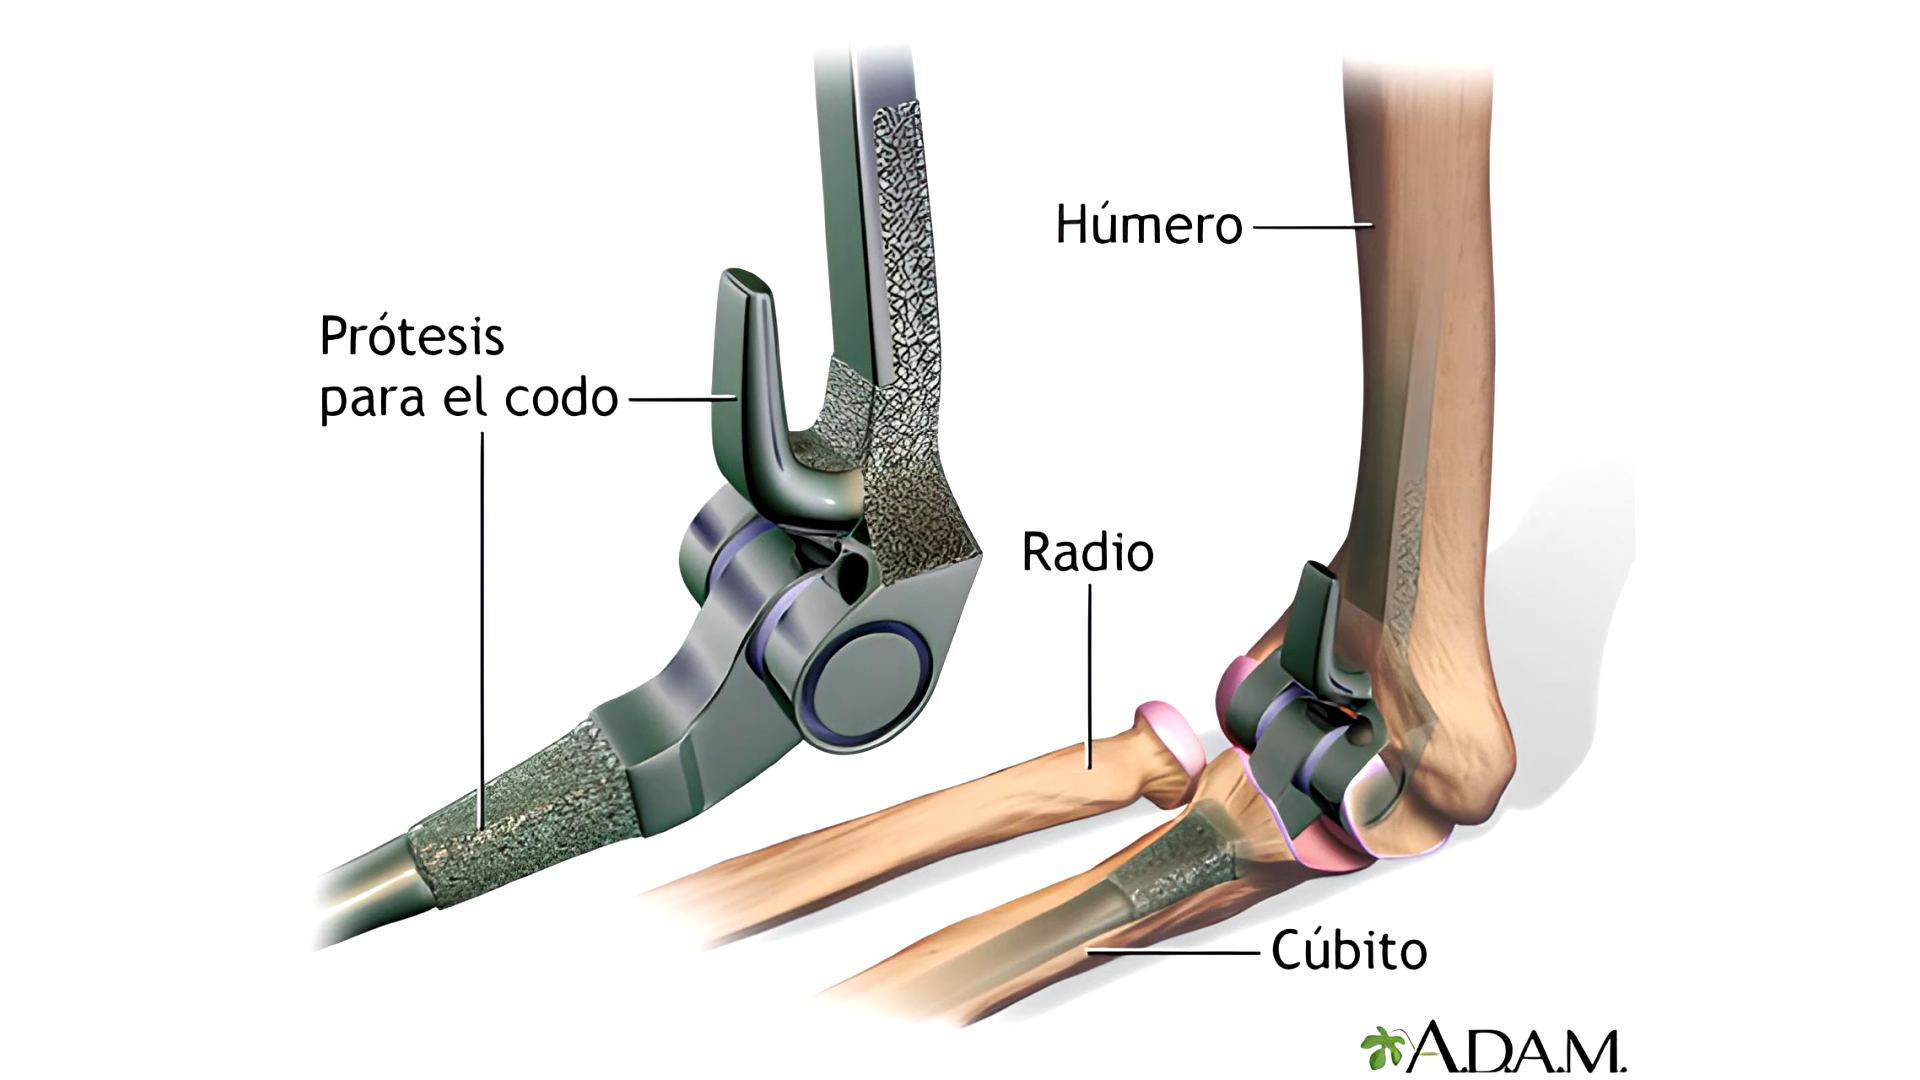 Húmero
Prótesis
para el codo
Radio
Cúbito
A.D.A.M.